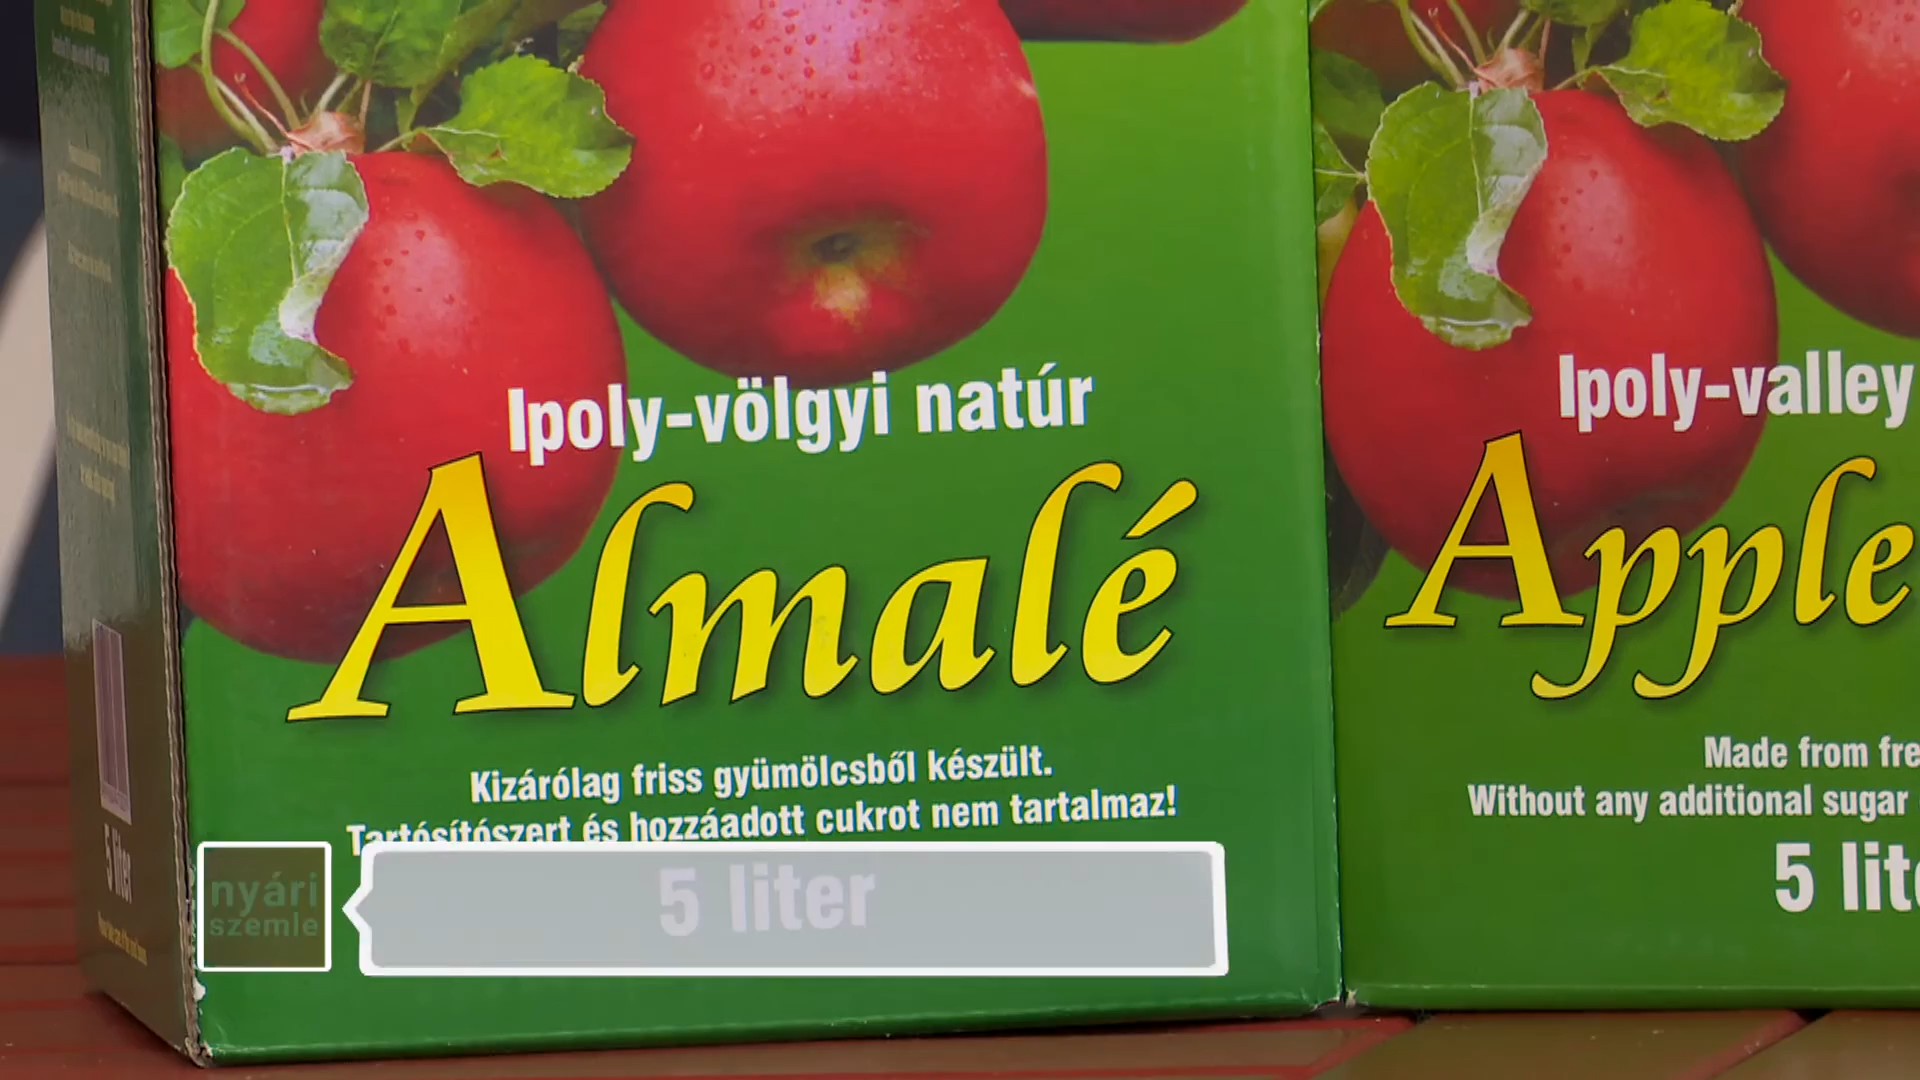 Ipoly-völgyi natúr
Almalé
Kizárólag friss gyümölcsből készült.
Tartósítószert és hozzáadott cukrot nem tartalmaz!
5 liter
Ipoly-valley
Apple
Made from fre
Without any additional sugar
5 lite
5 liter
nyári
szemle